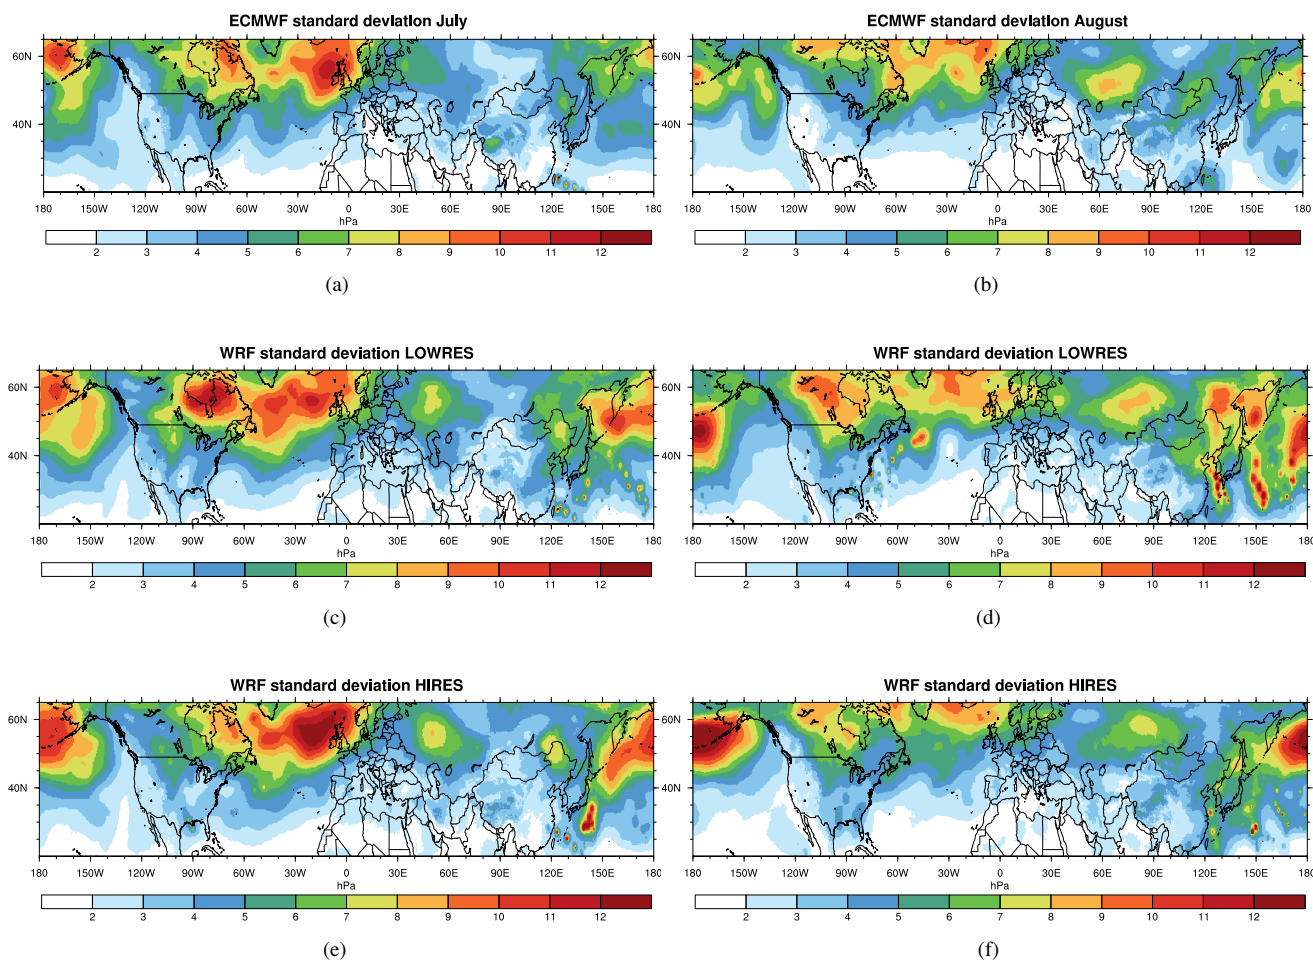 ECMWF standard deviation July
60N
40N
180 150W 120W 90W 60W 30W 0 30E 60E 90E 120E 150E 180
hPa
2 3 4 5 6 7 8 9 10 11 12
(a)
ECMWF standard deviation August
60N
40N
180 150W 120W 90W 60W 30W 0 30E 60E 90E 120E 150E 180
hPa
2 3 4 5 6 7 8 9 10 11 12
(b)
WRF standard deviation LOWRES
60N
40N
180 150W 120W 90W 60W 30W 0 30E 60E 90E 120E 150E 180
hPa
2 3 4 5 6 7 8 9 10 11 12
(c)
WRF standard deviation LOWRES
60N
40N
180 150W 120W 90W 60W 30W 0 30E 60E 90E 120E 150E 180
hPa
2 3 4 5 6 7 8 9 10 11 12
(d)
WRF standard deviation HIRES
60N
40N
180 150W 120W 90W 60W 30W 0 30E 60E 90E 120E 150E 180
hPa
2 3 4 5 6 7 8 9 10 11 12
(e)
WRF standard deviation HIRES
60N
40N
180 150W 120W 90W 60W 30W 0 30E 60E 90E 120E 150E 180
hPa
2 3 4 5 6 7 8 9 10 11 12
(f)